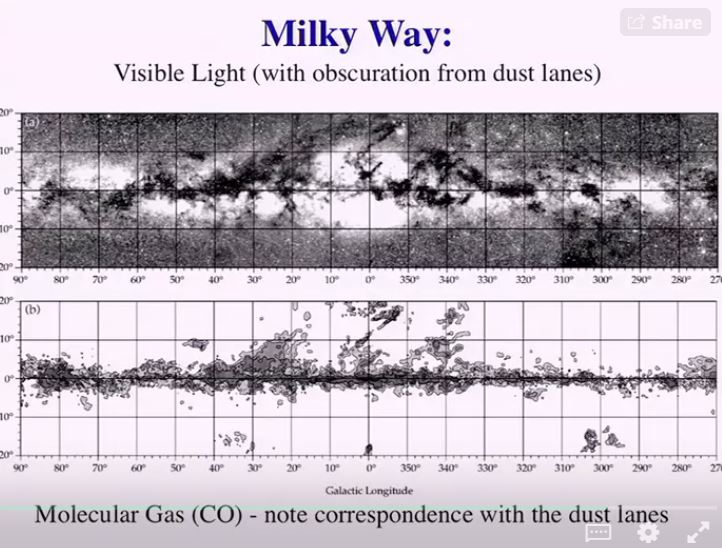 Share
Milky Way:
Visible Light (with obscuration from dust lanes)
20°
(a)
10°
0°
10°
20°
90° 80° 70° 60° 50° 40° 30° 20° 10° 0° 350° 340° 330° 320° 310° 300° 290° 280° 27
20°
(b)
10°
0°
10°
20°
90° 80° 70° 60° 50° 40° 30° 20° 10° 0° 350° 340° 330° 320° 310° 300° 290° 280° 27
Galactic Longitude
Molecular Gas (CO) - note correspondence with the dust lanes